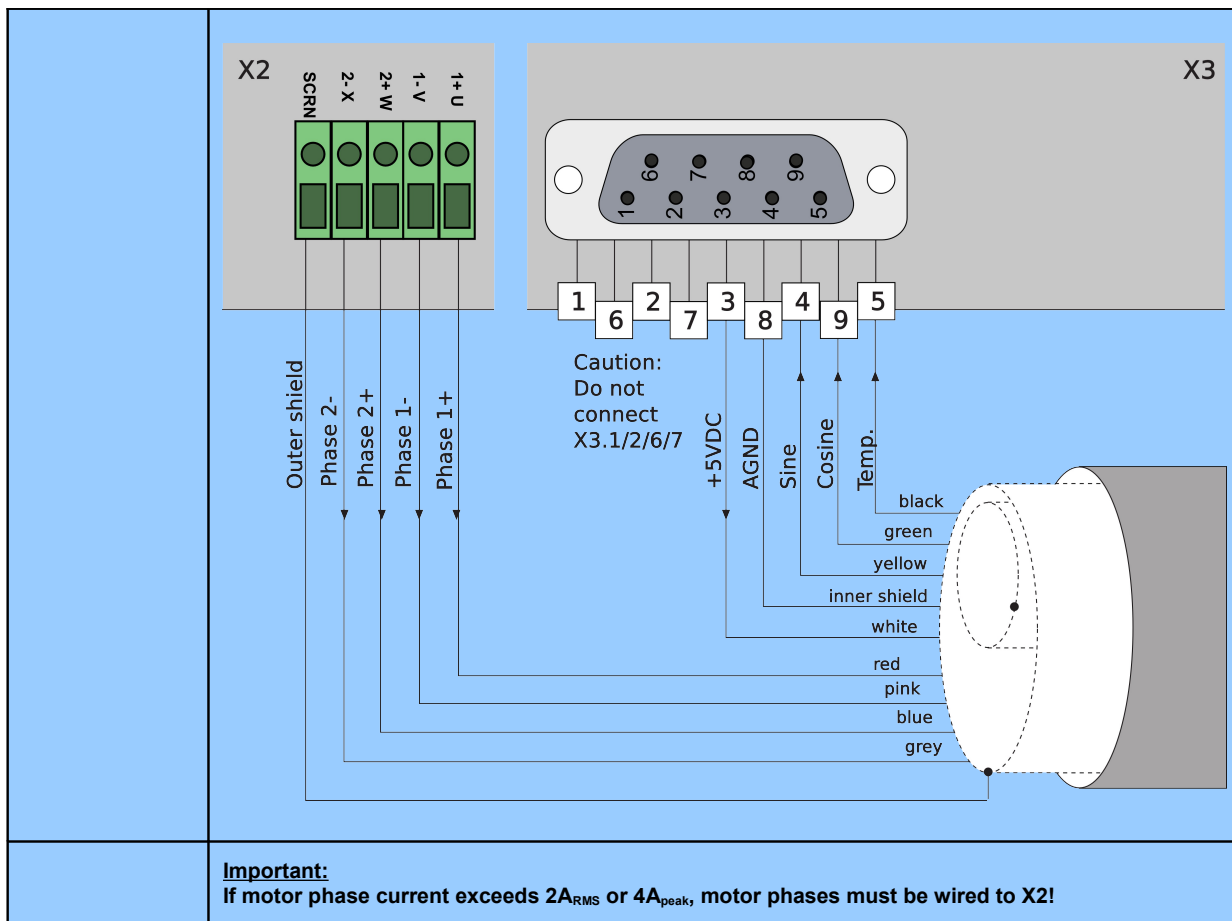 X2
SCRN
2- X
2+ W
1- V
1+ U
X3
6 7 8 9
1 2 3 4 5
1 6 2 7 3 8 4 9 5
Caution:
Do not
connect
X3.1/2/6/7
Outer shield
Phase 2-
Phase 2+
Phase 1-
Phase 1+
+5VDC
AGND
Sine
Cosine
Temp.
black
green
yellow
inner shield
white
red
pink
blue
grey
Important:
If motor phase current exceeds 2ARMS or 4Apeak, motor phases must be wired to X2!